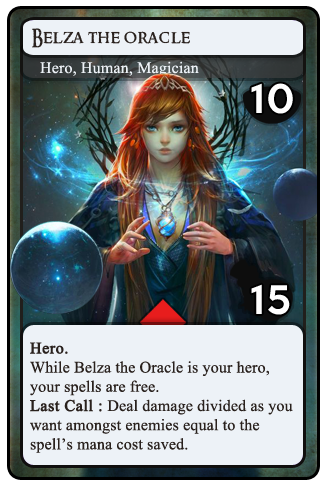 Belza the oracle
Hero, Human, Magician
10
15
Hero.
While Belza the Oracle is your hero,
your spells are free.
Last Call : Deal damage divided as you
want amongst enemies equal to the
spell's mana cost saved.